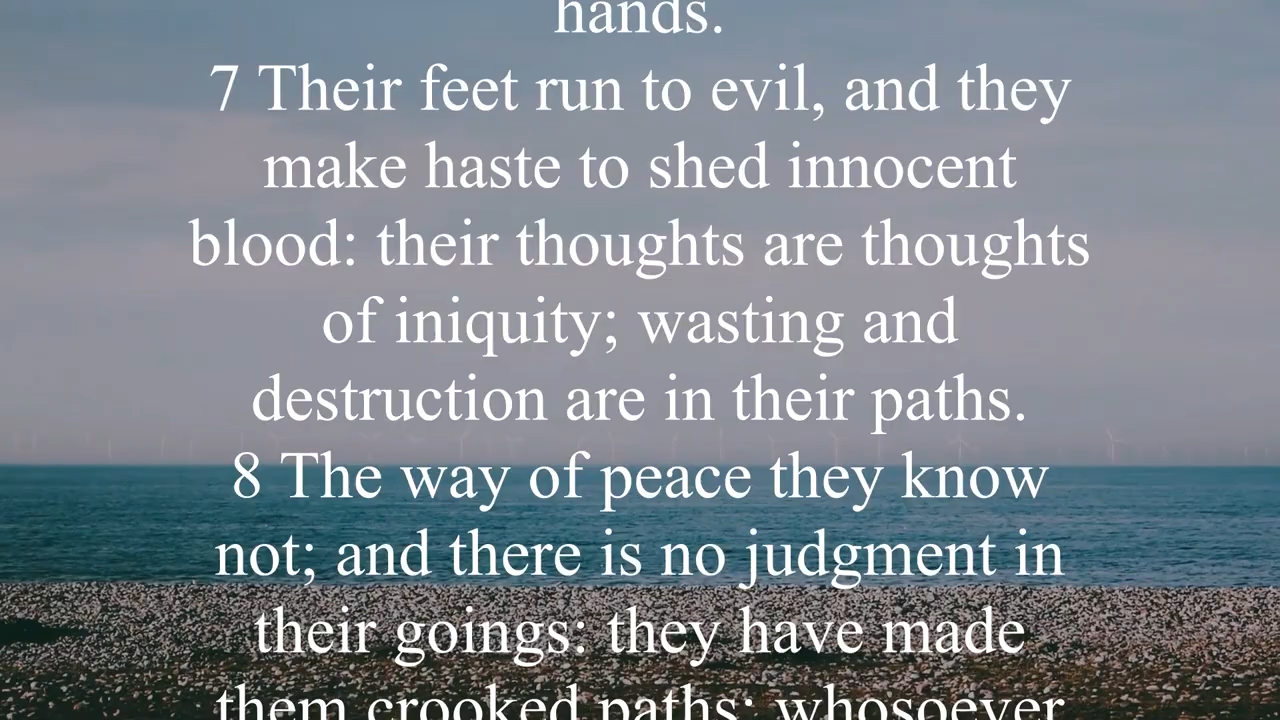 hands.
7 Their feet run to evil, and they
make haste to shed innocent
blood: their thoughts are thoughts
of iniquity; wasting and
destruction are in their paths.
8 The way of peace they know
not; and there is no judgment in
their goings: they have made
them crooked paths: whosoever